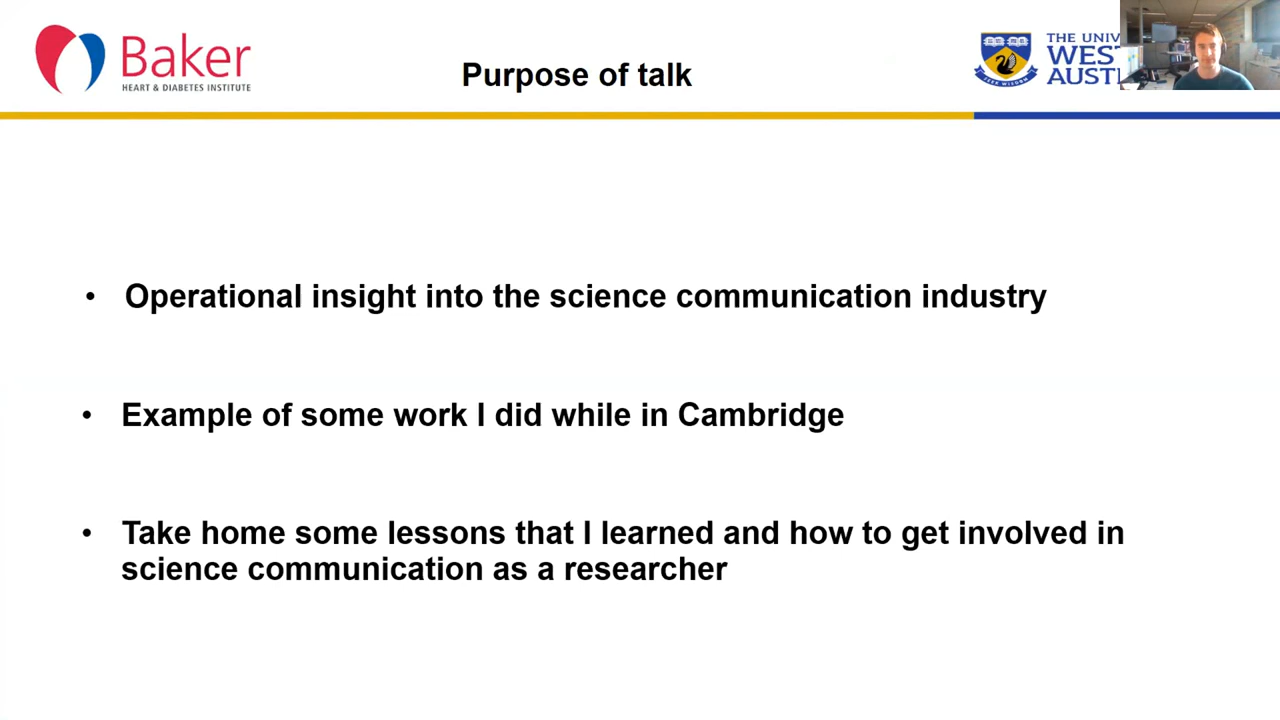 Baker
HEART & DIABETES INSTITUTE
Purpose of talk
THE UNIV
WEST
AUST
• Operational insight into the science communication industry
• Example of some work I did while in Cambridge
• Take home some lessons that I learned and how to get involved in
science communication as a researcher